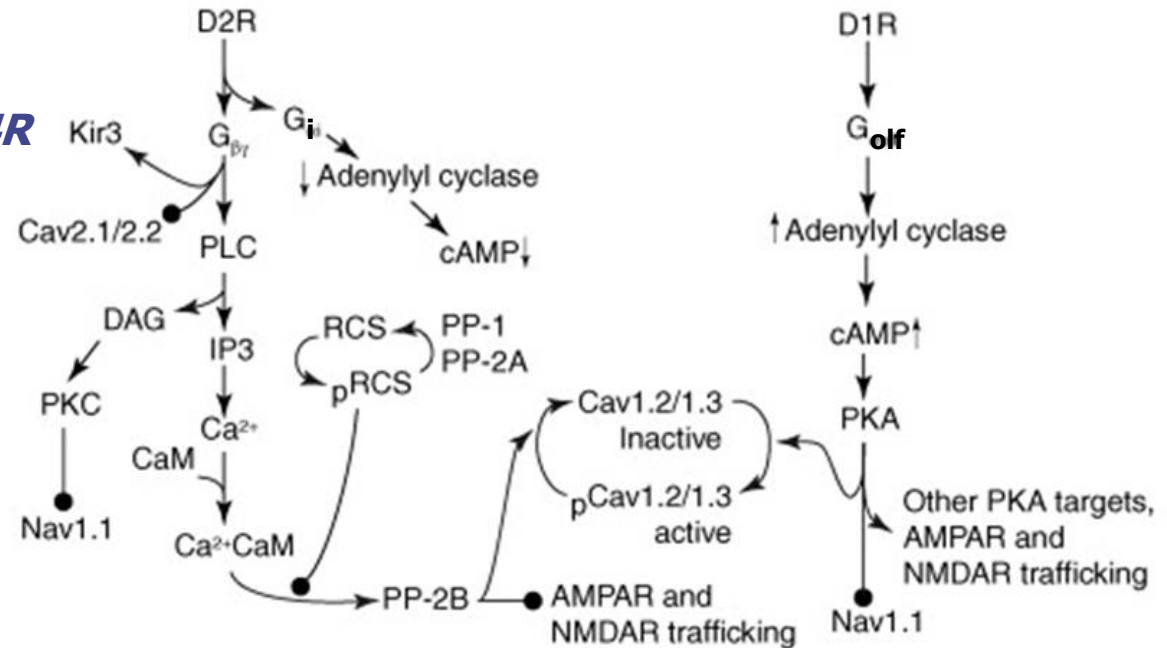 D2R
Kir3
Gβγ
Gi
↓ Adenylyl cyclase
cAMP↓
Cav2.1/2.2
PLC
DAG
IP3
PKC
Ca²⁺
CaM
Nav1.1
Ca²⁺CaM
RCS
pRCS
PP-1
PP-2A
PP-2B
Cav1.2/1.3
Inactive
pCav1.2/1.3
active
AMPAR and
NMDAR trafficking
D1R
Golf
↑Adenylyl cyclase
cAMP↑
PKA
Other PKA targets,
AMPAR and
NMDAR trafficking
Nav1.1